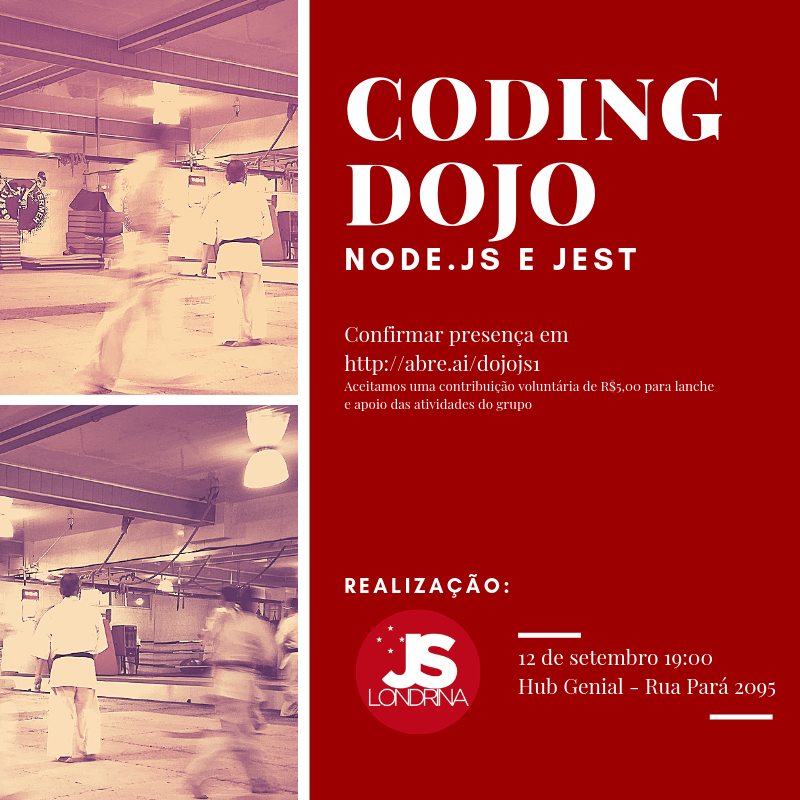 CODING
DOJO
NODE.JS E JEST
Confirmar presença em
http://abre.ai/dojojs1
Aceitamos uma contribuição voluntária de R$5,00 para lanche
e apoio das atividades do grupo
REALIZAÇÃO:
JS
LONDRINA
12 de setembro 19:00
Hub Genial - Rua Pará 2095